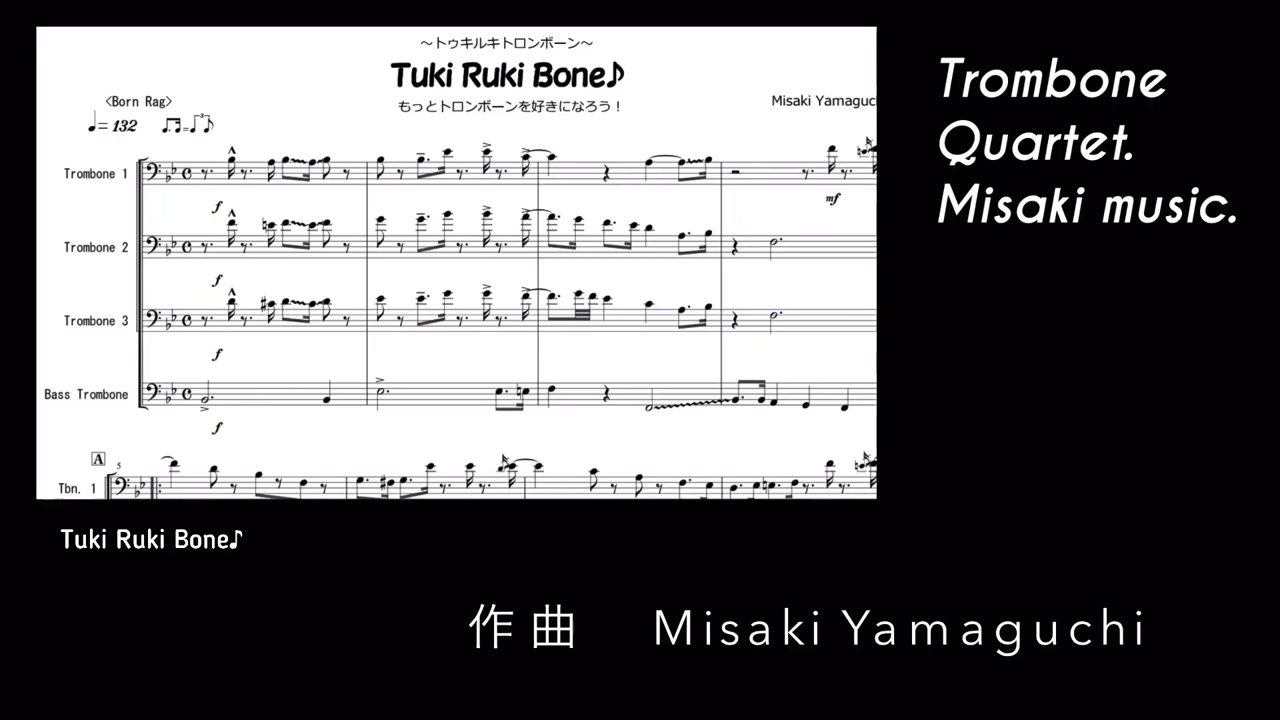 ～トゥキルキトロンボーン～
Tuki Ruki Bone♪
もっとトロンボーンを好きになろう！
Misaki Yamaguc
<Born Rag>
♩= 132
3
Trombone 1
f
mf
Trombone 2
f
Trombone 3
f
Bass Trombone
f
A
5
Tbn. 1
Trombone
Quartet.
Misaki music.
Tuki Ruki Bone♪
作曲 Misaki Yamaguchi